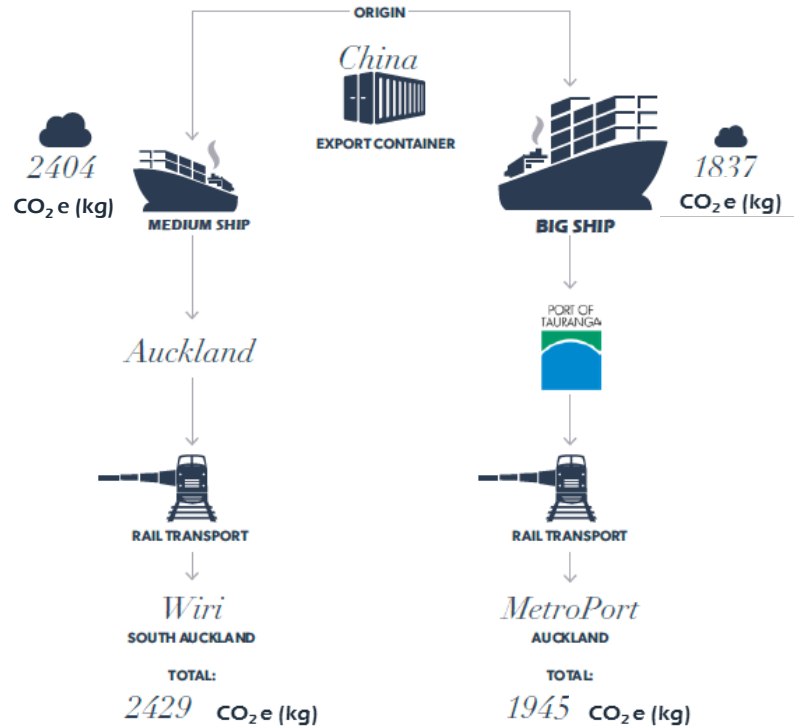 ORIGIN
China
EXPORT CONTAINER
2404
CO₂ e (kg)
MEDIUM SHIP
1837
CO₂ e (kg)
BIG SHIP
Auckland
PORT OF
TAURANGA
RAIL TRANSPORT
RAIL TRANSPORT
Wiri
SOUTH AUCKLAND
MetroPort
AUCKLAND
TOTAL:
2429 CO₂ e (kg)
TOTAL:
1945 CO₂ e (kg)